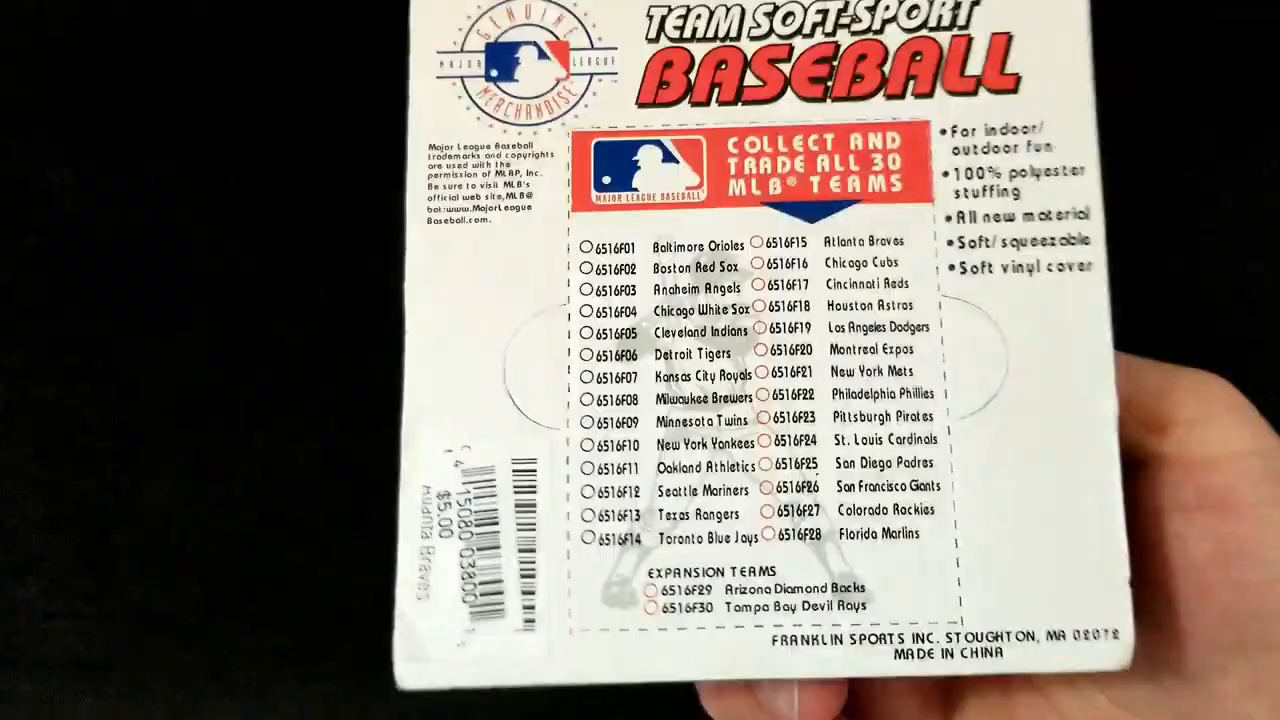 GENUINE
MAJOR LEAGUE
MERCHANDISE
TEAM SOFT-SPORT
BASEBALL
Major League Baseball
trademarks and copyrights
are used with the
permission of MLBP, Inc.
Be sure to visit MLB's
official web site, MLB@
bat:www.MajorLeague
Baseball.com.
MAJOR LEAGUE BASEBALL
COLLECT AND
TRADE ALL 30
MLB® TEAMS
•For indoor/
outdoor fun
•100% polyester
stuffing
•All new material
•Soft/squeezable
•Soft vinyl cover
6516F01 Baltimore Orioles
6516F02 Boston Red Sox
6516F03 Anaheim Angels
6516F04 Chicago White Sox
6516F05 Cleveland Indians
6516F06 Detroit Tigers
6516F07 Kansas City Royals
6516F08 Milwaukee Brewers
6516F09 Minnesota Twins
6516F10 New York Yankees
6516F11 Oakland Athletics
6516F12 Seattle Mariners
6516F13 Texas Rangers
6516F14 Toronto Blue Jays
6516F15 Atlanta Braves
6516F16 Chicago Cubs
6516F17 Cincinnati Reds
6516F18 Houston Astros
6516F19 Los Angeles Dodgers
6516F20 Montreal Expos
6516F21 New York Mets
6516F22 Philadelphia Phillies
6516F23 Pittsburgh Pirates
6516F24 St. Louis Cardinals
6516F25 San Diego Padres
6516F26 San Francisco Giants
6516F27 Colorado Rockies
6516F28 Florida Marlins
EXPANSION TEAMS
6516F29 Arizona Diamond Backs
6516F30 Tampa Bay Devil Rays
FRANKLIN SPORTS INC. STOUGHTON, MA 02072
MADE IN CHINA
15080 03800
$5.00
Atlanta Braves